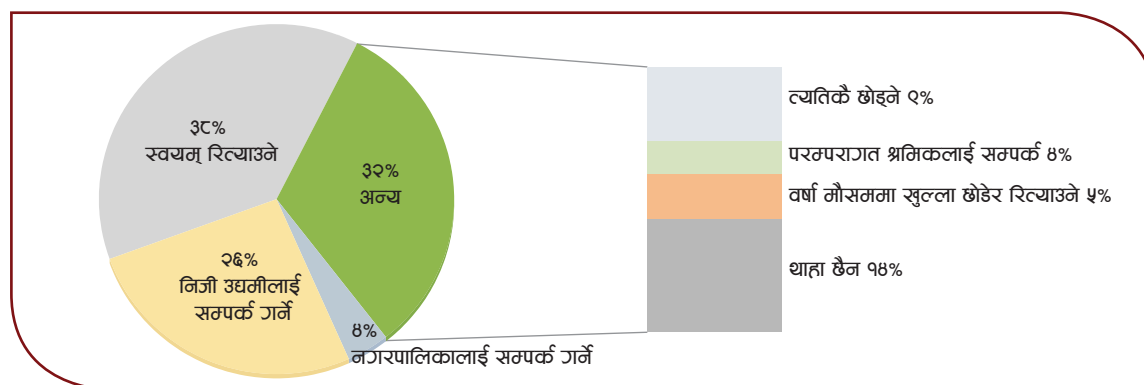 ३८%
स्वयम् रित्याउने
३२%
अन्य
२६%
निजी उद्यमीलाई
सम्पर्क गर्ने
४%
नगरपालिकालाई सम्पर्क गर्ने
त्यतिकै छोड्ने ९%
परम्परागत श्रमिकलाई सम्पर्क ४%
वर्षा मौसममा खुल्ला छोडेर रित्याउने ५%
थाहा छैन १४%